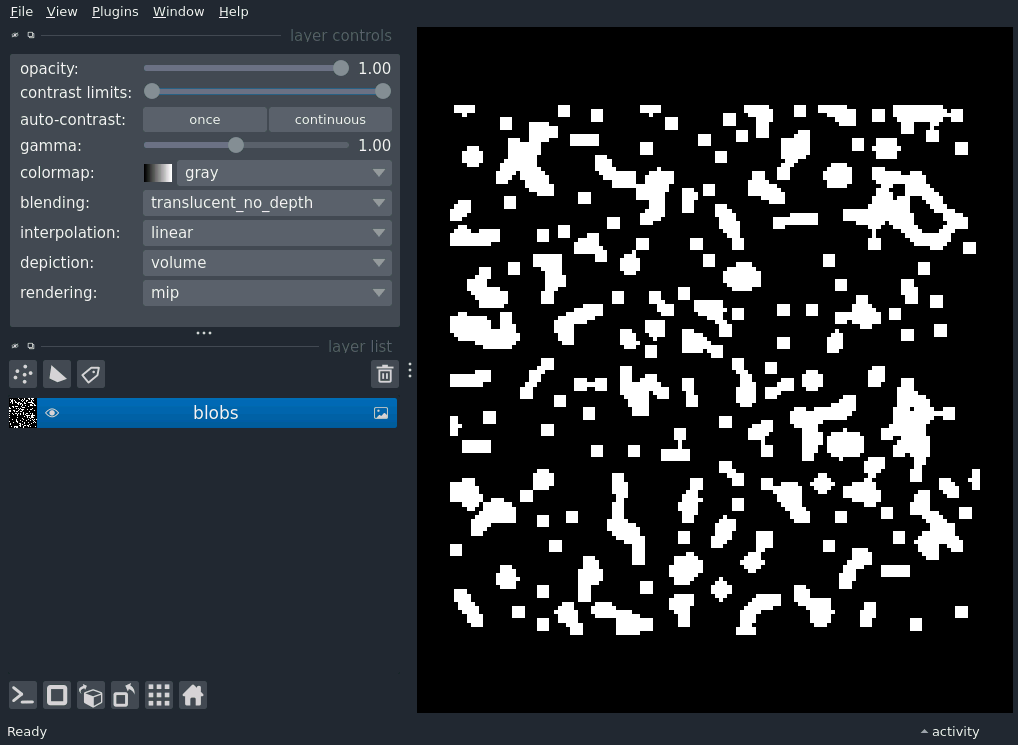 File View Plugins Window Help
layer controls
opacity: 1.00
contrast limits:
auto-contrast: once continuous
gamma: 1.00
colormap: gray
blending: translucent_no_depth
interpolation: linear
depiction: volume
rendering: mip
layer list
blobs
Ready activity